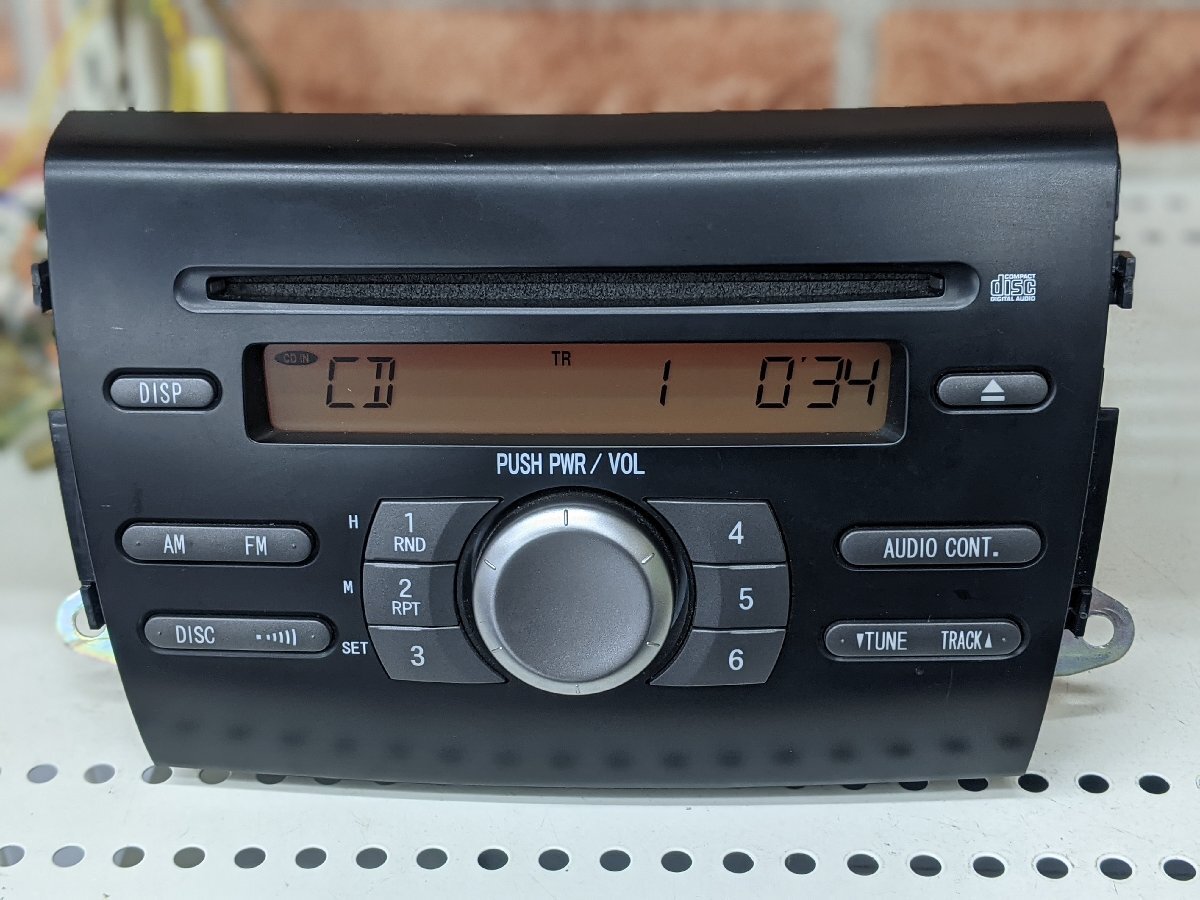 COMPACT
disc
DIGITAL AUDIO
CD IN
CD TR 1 0'34
DISP
PUSH PWR / VOL
H
1
RND
4
AM FM
AUDIO CONT.
M
2
RPT
5
DISC
SET
3
6
▼TUNE TRACK▲